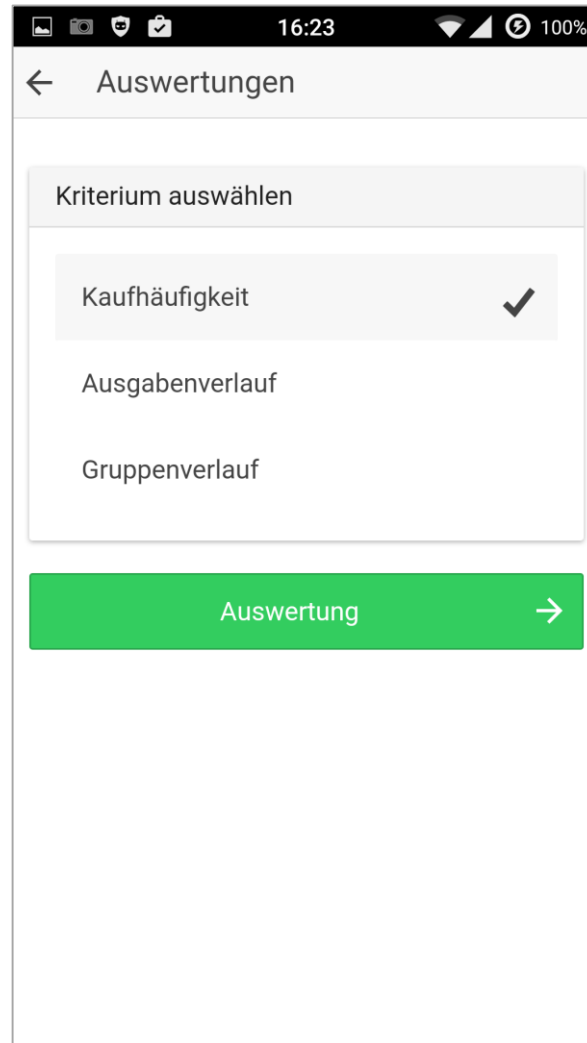 16:23
100%
Auswertungen
Kriterium auswählen
Kaufhäufigkeit
Ausgabenverlauf
Gruppenverlauf
Auswertung